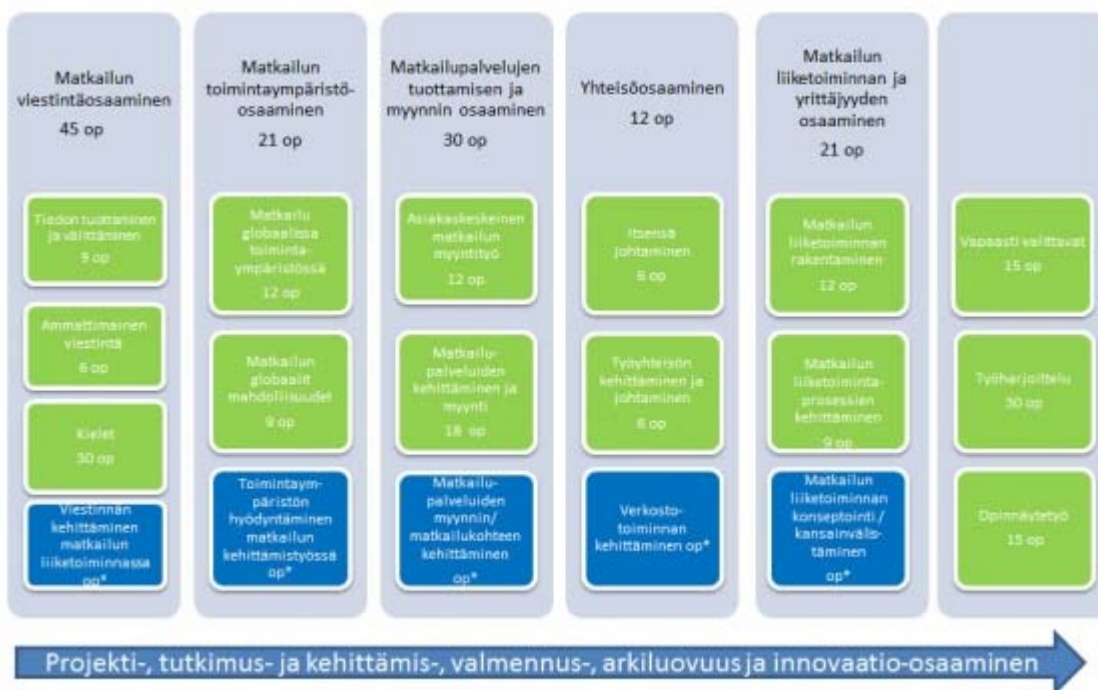 Matkailun
viestintäosaaminen
45 op
Tiedon tuottaminen
ja välittäminen
9 op
Ammattimainen
viestintä
6 op
Kielet
30 op
Viestinnän
kehittäminen
matkailun
liiketoiminnassa
op*
Matkailun
toimintaympäristö-
osaaminen
21 op
Matkailu
globaalissa
toiminta-
ympäristössä
12 op
Matkailun
globaalit
mahdollisuudet
9 op
Toimintaym-
päristön
hyödyntäminen
matkailun
kehittämistyössä
op*
Matkailupalvelujen
tuottamisen ja
myynnin osaaminen
30 op
Asiakaskeskeinen
matkailun
myyntityö
12 op
Matkailu-
palveluiden
kehittäminen ja
myynti
18 op
Matkailu-
palveluiden
myynnin/
matkailukohteen
kehittäminen
op*
Yhteisöosaaminen
12 op
Itsensä
johtaminen
6 op
Työyhteisön
kehittäminen ja
johtaminen
6 op
Verkosto-
toiminnan
kehittäminen op*
Matkailun
liiketoiminnan ja
yrittäjyyden
osaaminen
21 op
Matkailun
liiketoiminnan
rakentaminen
12 op
Matkailun
liiketoiminta-
prosessien
kehittäminen
9 op
Matkailun
liiketoiminnan
konseptointi /
kansainvälis-
täminen
op*
Vapaasti valittavat
15 op
Työharjoittelu
30 op
Opinnäytetyö
15 op
Projekti-, tutkimus- ja kehittämis-, valmennus-, arkiluovuus ja innovaatio-osaaminen